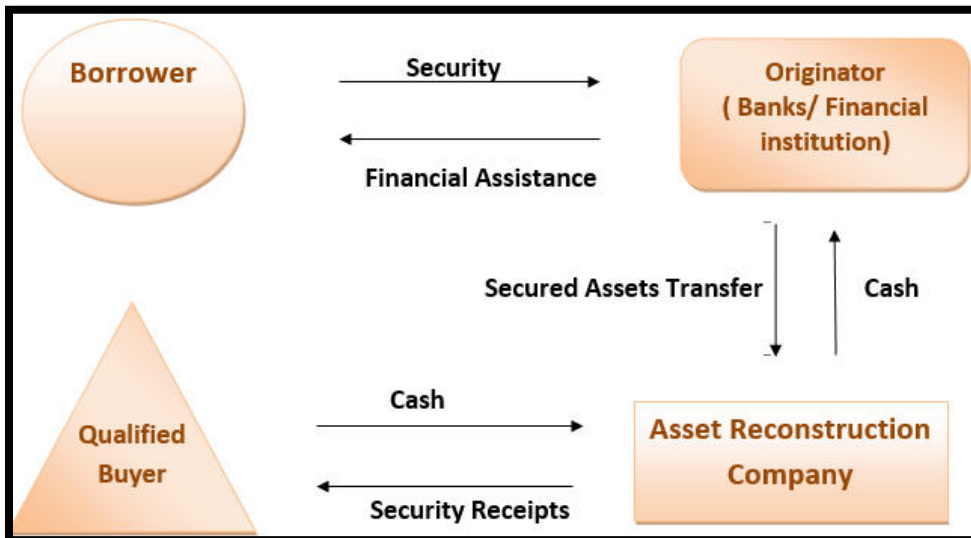 Borrower
Security
Financial Assistance
Originator
( Banks/ Financial
institution)
Secured Assets Transfer
Cash
Qualified
Buyer
Cash
Security Receipts
Asset Reconstruction
Company